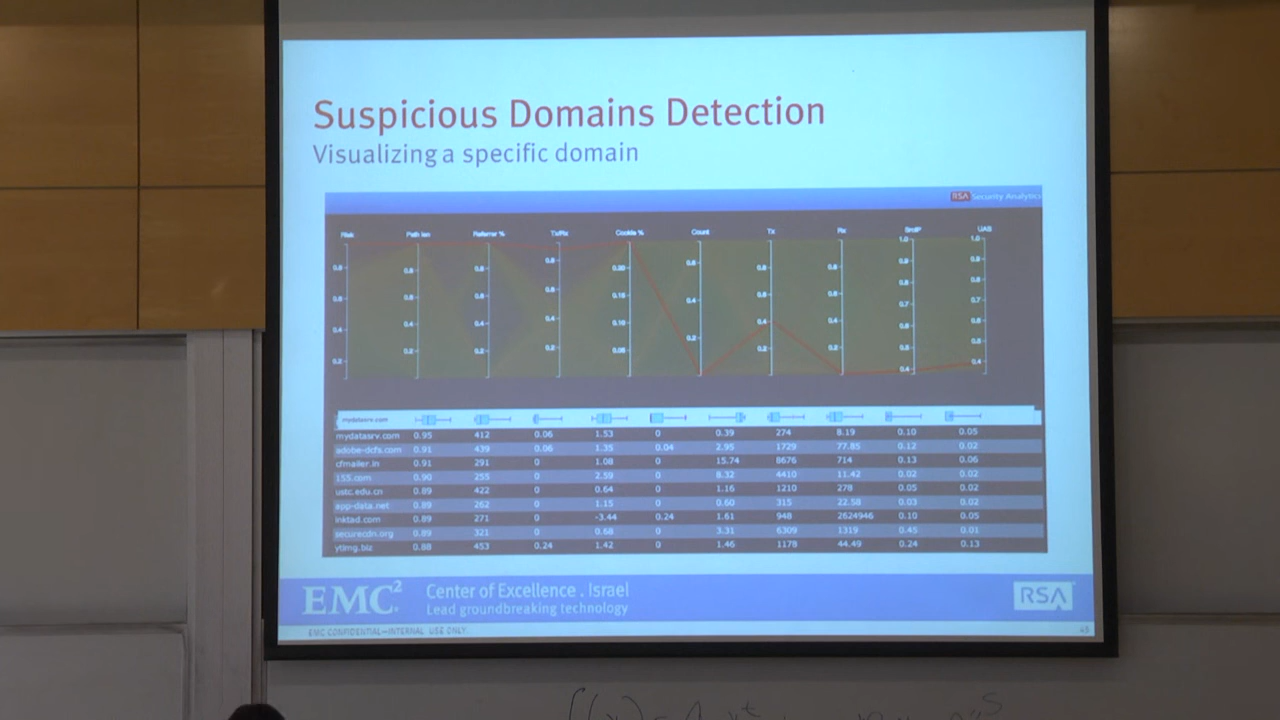 Suspicious Domains Detection
Visualizing a specific domain
RSA Security Analytics
Risk Path len Referrer % Tx/Rx Cookie % Count Tx Rx SrcIP UAS
mydatasrv.com
mydatasrv.com 0.95 412 0.06 1.53 0 0.39 274 8.19 0.10 0.05
adobe-dcfs.com 0.91 439 0.06 1.35 0.04 2.95 1729 77.85 0.12 0.02
cfmailer.in 0.91 291 0 1.08 0 15.74 8676 714 0.13 0.06
155.com 0.90 255 0 2.59 0 8.32 4410 11.42 0.02 0.02
ustc.edu.cn 0.89 422 0 0.64 0 1.16 1210 278 0.05 0.02
app-data.net 0.89 262 0 1.15 0 0.60 315 22.58 0.03 0.02
inktad.com 0.89 271 0 -3.44 0.24 1.61 948 2624946 0.10 0.05
securecdn.org 0.89 321 0 0.68 0 3.31 6309 1319 0.45 0.01
ytimg.biz 0.88 453 0.24 1.42 0 1.46 1178 44.49 0.24 0.13
EMC²
Center of Excellence . Israel
Lead groundbreaking technology
RSA
EMC CONFIDENTIAL—INTERNAL USE ONLY